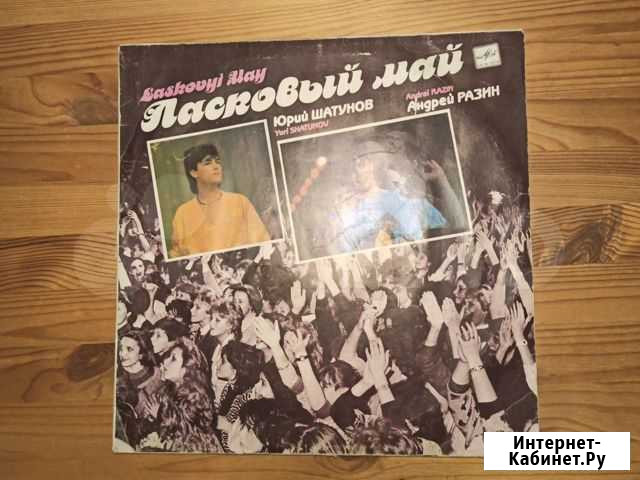 Laskovyi May
Ласковый май
Юрий ШАТУНОВ
Yuri SHATUNOV
Andrei RAZIN
Андрей РАЗИН
Интернет-
Кабинет.Ру